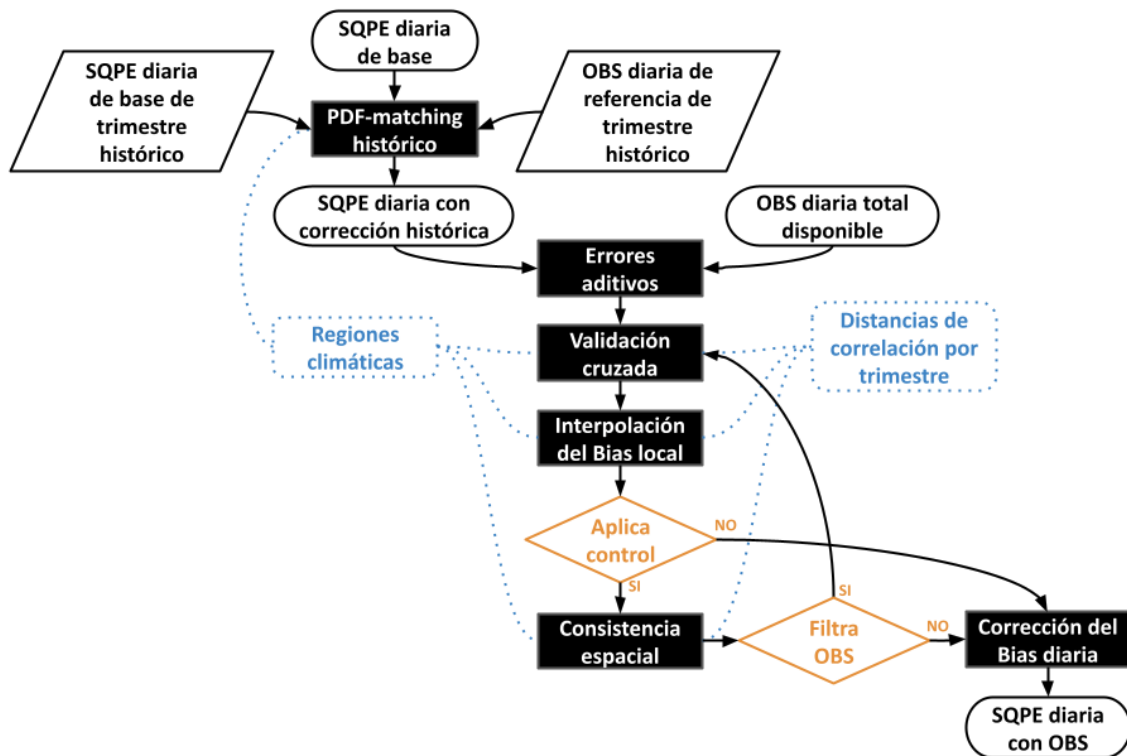 SQPE diaria
de base
SQPE diaria
de base de
trimestre
histórico
OBS diaria de
referencia de
trimestre
histórico
PDF-matching
histórico
SQPE diaria con
corrección histórica
OBS diaria total
disponible
Errores
aditivos
Regiones
climáticas
Validación
cruzada
Distancias de
correlación por
trimestre
Interpolación
del Bias local
Aplica
control
NO
SI
Consistencia
espacial
SI
Filtra
OBS
NO
Corrección del
Bias diaria
SQPE diaria
con OBS